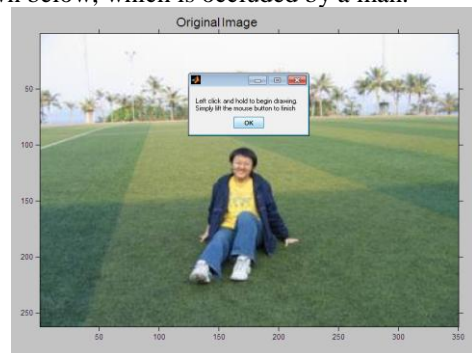 wn below, which is occluded by a man.
Original Image
Left click and hold to begin drawing.
Simply lift the mouse button to finish
OK
50
100
150
200
250
50
100
150
200
250
300
350